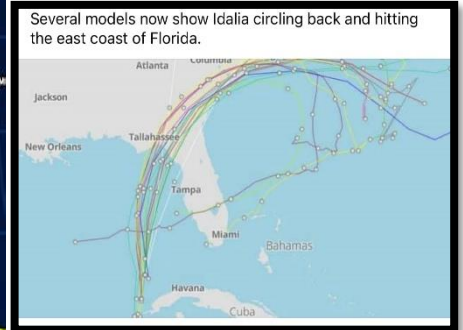 Several models now show Idalia circling back and hitting
the east coast of Florida.
Atlanta
Columbia
Jackson
Tallahassee
New Orleans
Tampa
Miami
Bahamas
Havana
Cuba